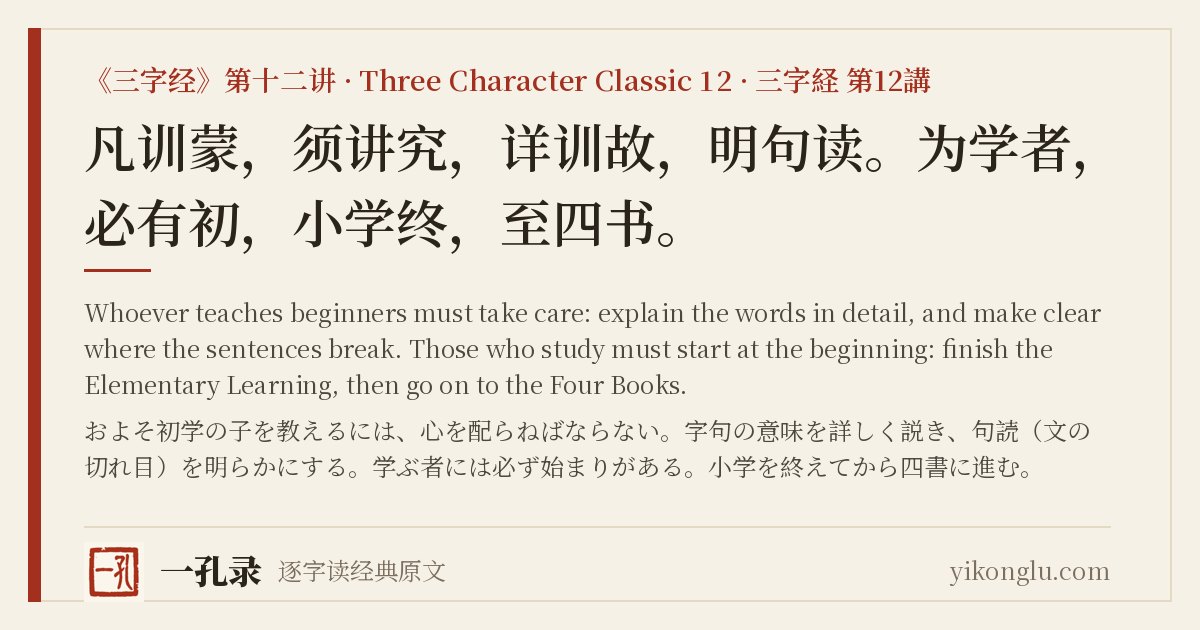 《三字经》第十二讲 · Three Character Classic 12 · 三字経 第12講
凡训蒙，须讲究，详训故，明句读。为学者，
必有初，小学终，至四书。
Whoever teaches beginners must take care: explain the words in detail, and make clear
where the sentences break. Those who study must start at the beginning: finish the
Elementary Learning, then go on to the Four Books.
およそ初学の子を教えるには、心を配らねばならない。字句の意味を詳しく説き、句読（文の
切れ目）を明らかにする。学ぶ者には必ず始まりがある。小学を終えてから四書に進む。
一孔 一孔录 逐字读经典原文 yikonglu.com